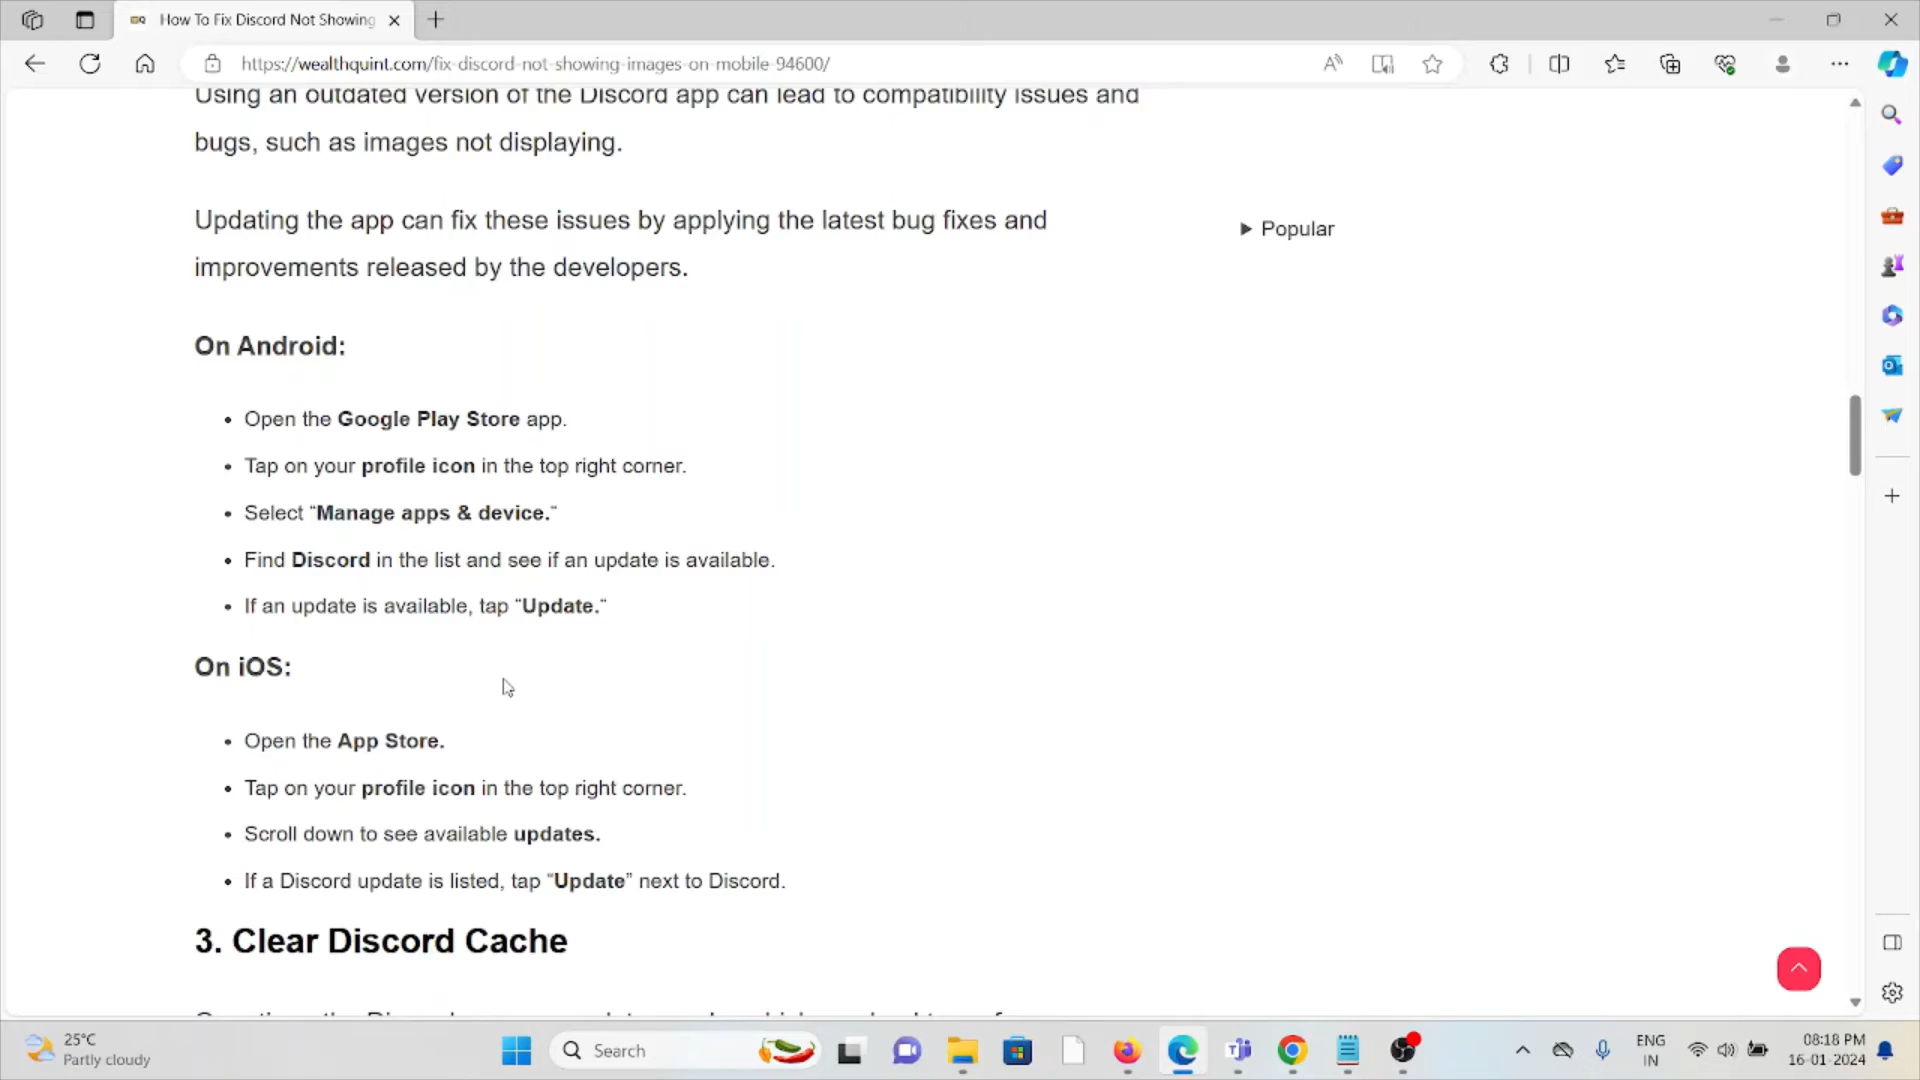 How To Fix Discord Not Showing
https://wealthquint.com/fix-discord-not-showing-images-on-mobile-94600/
Using an outdated version of the Discord app can lead to compatibility issues and
bugs, such as images not displaying.
Updating the app can fix these issues by applying the latest bug fixes and
improvements released by the developers.
Popular
On Android:
• Open the Google Play Store app.
• Tap on your profile icon in the top right corner.
• Select “Manage apps & device.“
• Find Discord in the list and see if an update is available.
• If an update is available, tap “Update.“
On iOS:
• Open the App Store.
• Tap on your profile icon in the top right corner.
• Scroll down to see available updates.
• If a Discord update is listed, tap “Update” next to Discord.
3. Clear Discord Cache
25°C
Partly cloudy
Search
ENG
IN
08:18 PM
16-01-2024